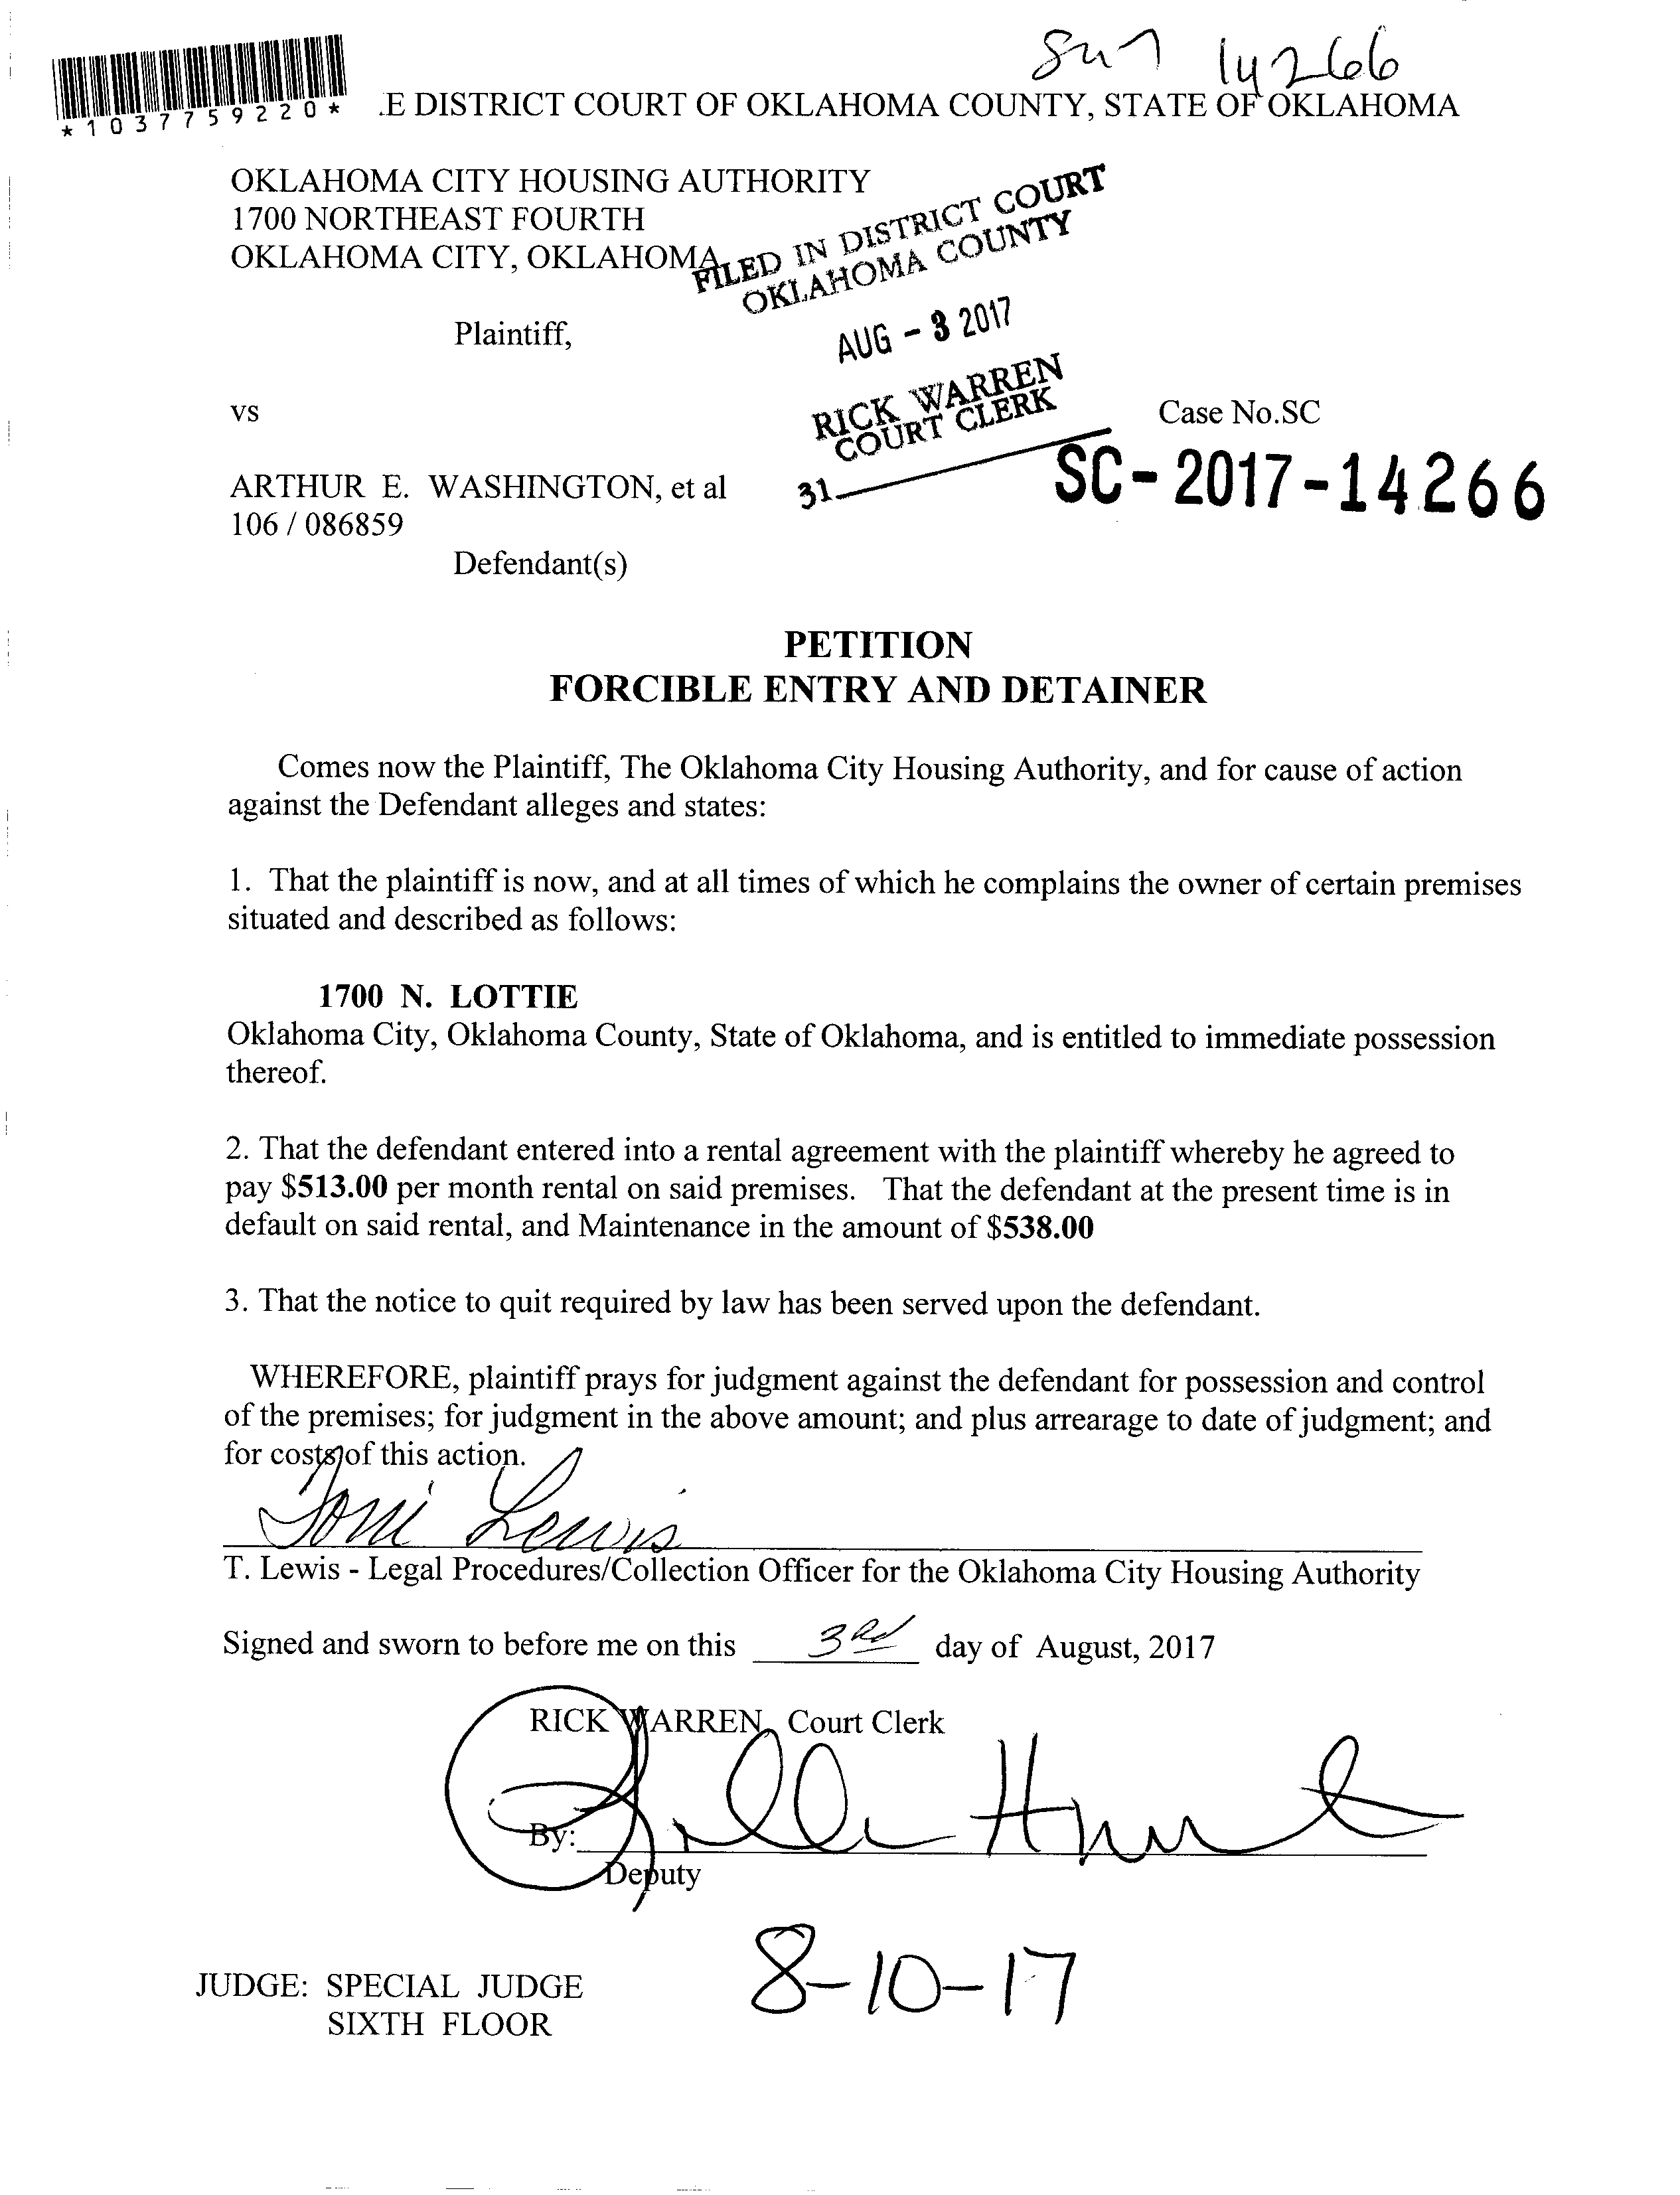 14266
*1037759220*
.E DISTRICT COURT OF OKLAHOMA COUNTY, STATE OF OKLAHOMA
OKLAHOMA CITY HOUSING AUTHORITY
1700 NORTHEAST FOURTH
OKLAHOMA CITY, OKLAHOMA
FILED IN DISTRICT COURT
OKLAHOMA COUNTY
Plaintiff,
AUG - 3 2017
RICK WARREN
COURT CLERK
vs
Case No.SC
31
SC-2017-14266
ARTHUR E. WASHINGTON, et al
106 / 086859
Defendant(s)
PETITION
FORCIBLE ENTRY AND DETAINER
Comes now the Plaintiff, The Oklahoma City Housing Authority, and for cause of action
against the Defendant alleges and states:
1. That the plaintiff is now, and at all times of which he complains the owner of certain premises
situated and described as follows:
1700 N. LOTTIE
Oklahoma City, Oklahoma County, State of Oklahoma, and is entitled to immediate possession
thereof.
2. That the defendant entered into a rental agreement with the plaintiff whereby he agreed to
pay $513.00 per month rental on said premises. That the defendant at the present time is in
default on said rental, and Maintenance in the amount of $538.00
3. That the notice to quit required by law has been served upon the defendant.
WHEREFORE, plaintiff prays for judgment against the defendant for possession and control
of the premises; for judgment in the above amount; and plus arrearage to date of judgment; and
for costs of this action.
Toni Lewis
T. Lewis - Legal Procedures/Collection Officer for the Oklahoma City Housing Authority
Signed and sworn to before me on this 3rd day of August, 2017
RICK WARREN, Court Clerk
By:
Deputy
8-10-17
JUDGE: SPECIAL JUDGE
SIXTH FLOOR